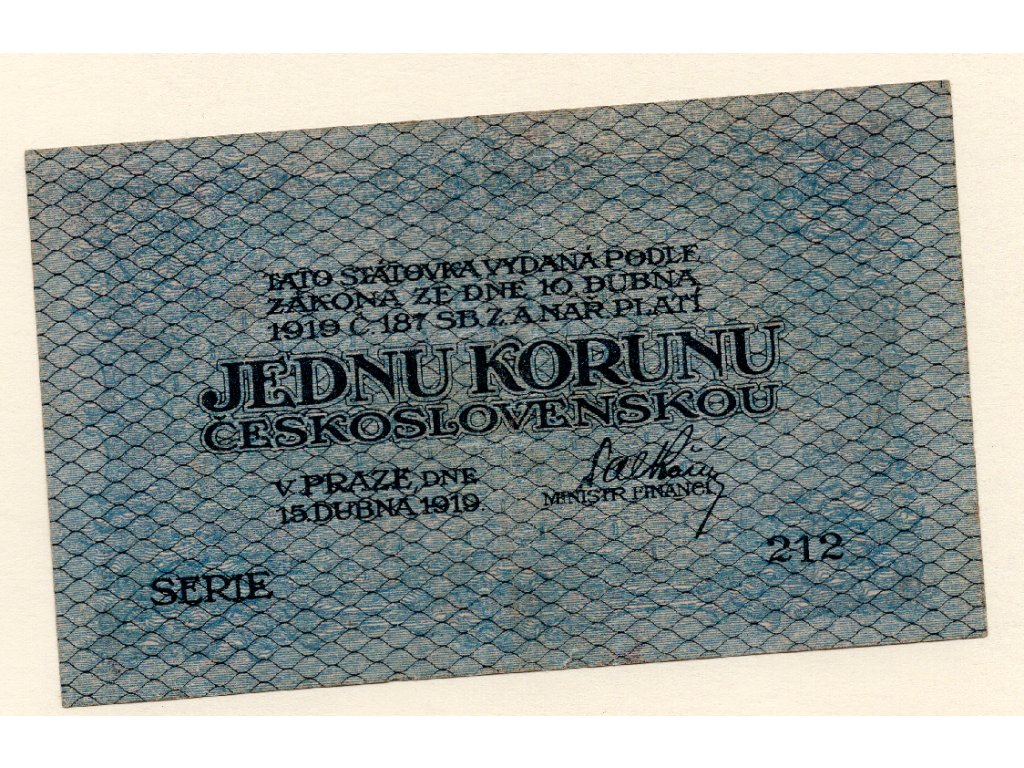 TATO STÁTOVKA VYDANÁ PODLE
ZÁKONA ZE DNE 10. DUBNA
1919 Č. 187 SB. Z. A NAŘ. PLATÍ
JEDNU KORUNU
ČESKOSLOVENSKOU
V PRAZE, DNE
15. DUBNA 1919.
MINISTR FINANCÍ
SERIE 212